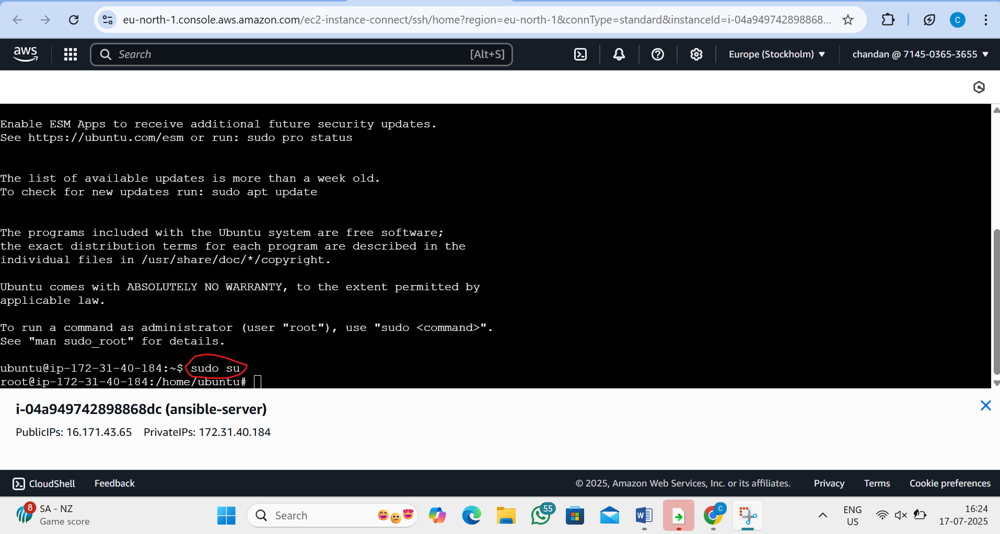 eu-north-1.console.aws.amazon.com/ec2-instance-connect/ssh/home?region=eu-north-1&connType=standard&instanceId=i-04a949742898868...
C
aws
Search
[Alt+S]
Europe (Stockholm)
chandan @ 7145-0365-3655
Enable ESM Apps to receive additional future security updates.
See https://ubuntu.com/esm or run: sudo pro status
The list of available updates is more than a week old.
To check for new updates run: sudo apt update
The programs included with the Ubuntu system are free software;
the exact distribution terms for each program are described in the
individual files in /usr/share/doc/*/copyright.
Ubuntu comes with ABSOLUTELY NO WARRANTY, to the extent permitted by
applicable law.
To run a command as administrator (user "root"), use "sudo <command>".
See "man sudo_root" for details.
ubuntu@ip-172-31-40-184:~$ sudo su
root@ip-172-31-40-184:/home/ubuntu#
i-04a949742898868dc (ansible-server)
PublicIPs: 16.171.43.65 PrivateIPs: 172.31.40.184
CloudShell
Feedback
© 2025, Amazon Web Services, Inc. or its affiliates.
Privacy
Terms
Cookie preferences
8
SA - NZ
Game score
Search
55
W
C
ENG
US
16:24
17-07-2025